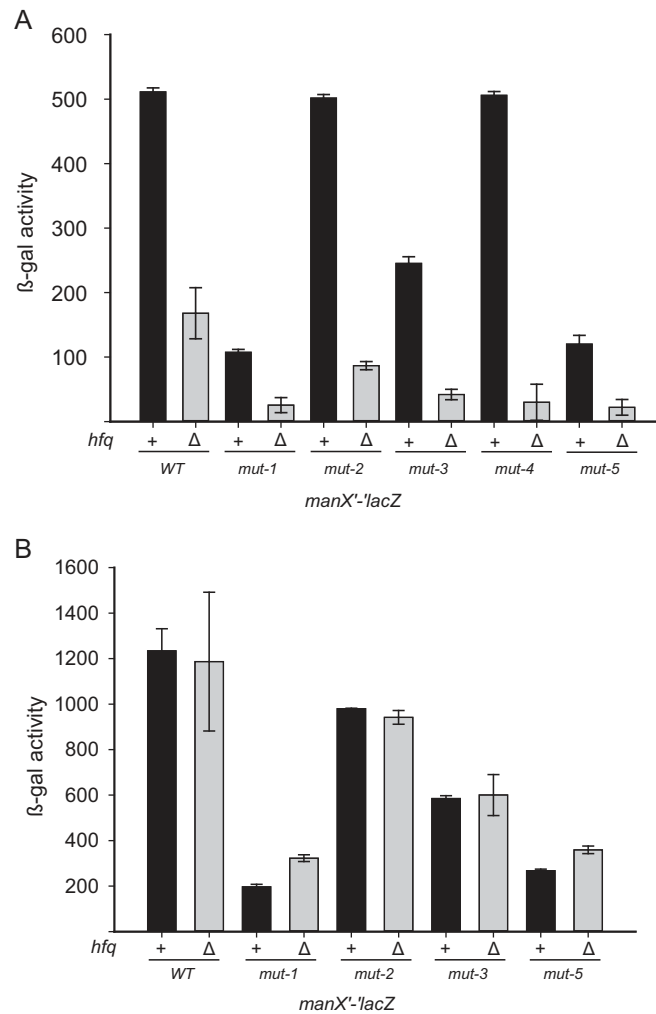 A
600
500
400
300
200
100
ß-gal activity
hfq + Δ + Δ + Δ + Δ + Δ + Δ
WT mut-1 mut-2 mut-3 mut-4 mut-5
manX'-'lacZ
B
1600
1400
1200
1000
800
600
400
200
ß-gal activity
hfq + Δ + Δ + Δ + Δ + Δ
WT mut-1 mut-2 mut-3 mut-5
manX'-'lacZ